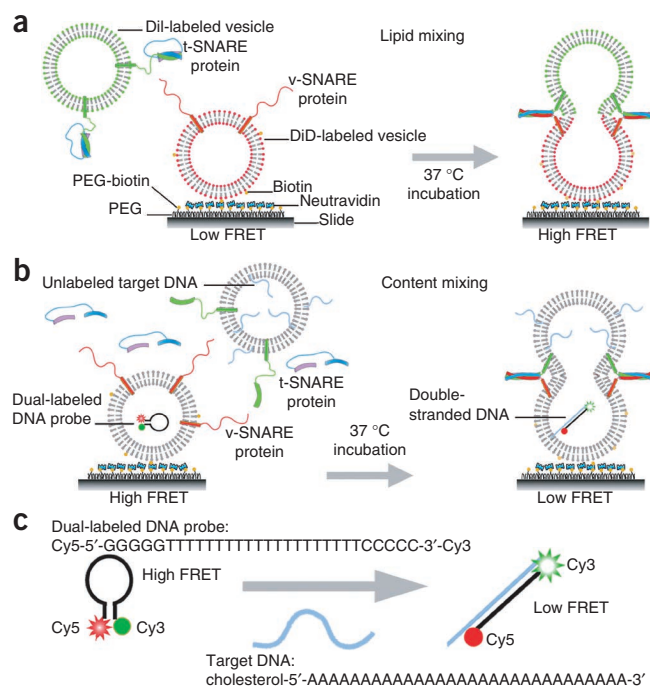 a
DiI-labeled vesicle
t-SNARE
protein
Lipid mixing
v-SNARE
protein
DiD-labeled vesicle
PEG-biotin
Biotin
Neutravidin
PEG
Slide
Low FRET
37 °C
incubation
High FRET
b
Unlabeled target DNA
Content mixing
t-SNARE
protein
Dual-labeled
DNA probe
v-SNARE
protein
Double-
stranded DNA
37 °C
incubation
High FRET
Low FRET
c
Dual-labeled DNA probe:
Cy5-5′-GGGGGTTTTTTTTTTTTTTTTTTTTCCCCC-3′-Cy3
High FRET
Cy3
Low FRET
Cy5
Cy3
Cy5
Target DNA:
cholesterol-5′-AAAAAAAAAAAAAAAAAAAAAAAAAAAAAA-3′